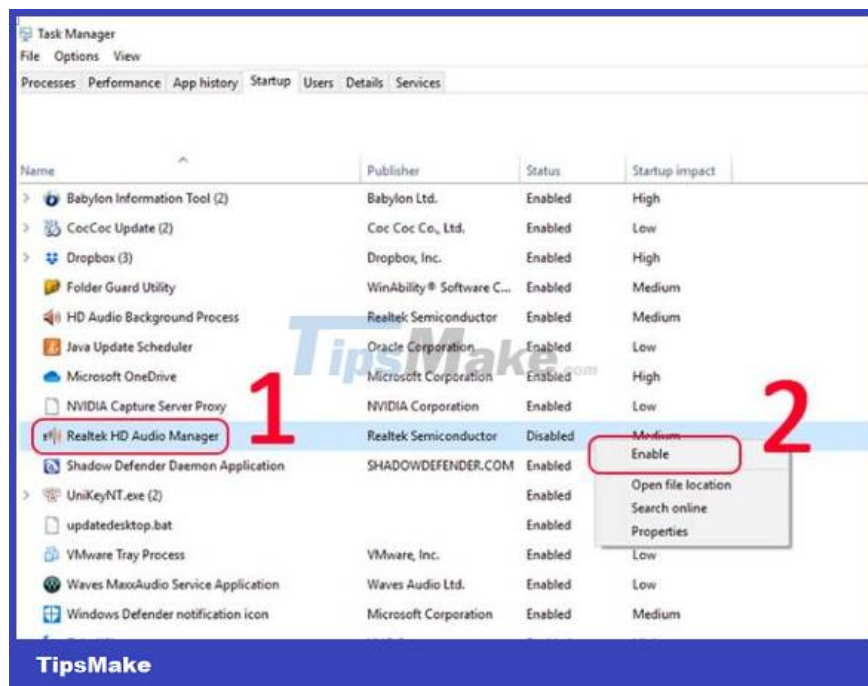 Task Manager
File Options View
Processes Performance App history Startup Users Details Services
Name Publisher Status Startup impact
Babylon Information Tool (2) Babylon Ltd. Enabled High
CocCoc Update (2) Coc Coc Co., Ltd. Enabled Low
Dropbox (3) Dropbox, Inc. Enabled High
Folder Guard Utility WinAbility® Software C... Enabled Medium
HD Audio Background Process Realtek Semiconductor Enabled Medium
Java Update Scheduler Oracle Corporation Enabled Low
TipsMake.com
Microsoft OneDrive Microsoft Corporation Enabled High
NVIDIA Capture Server Proxy NVIDIA Corporation Enabled Low
1 2
Realtek HD Audio Manager Realtek Semiconductor Disabled Medium
Enable
Shadow Defender Daemon Application SHADOWDEFENDER.COM Enabled
Open file location
UniKeyNT.exe (2) Enabled
Search online
updatedesktop.bat Enabled
Properties
VMware Tray Process VMware, Inc. Enabled Low
Waves MaxxAudio Service Application Waves Audio Ltd. Enabled Low
Windows Defender notification icon Microsoft Corporation Enabled Medium
TipsMake